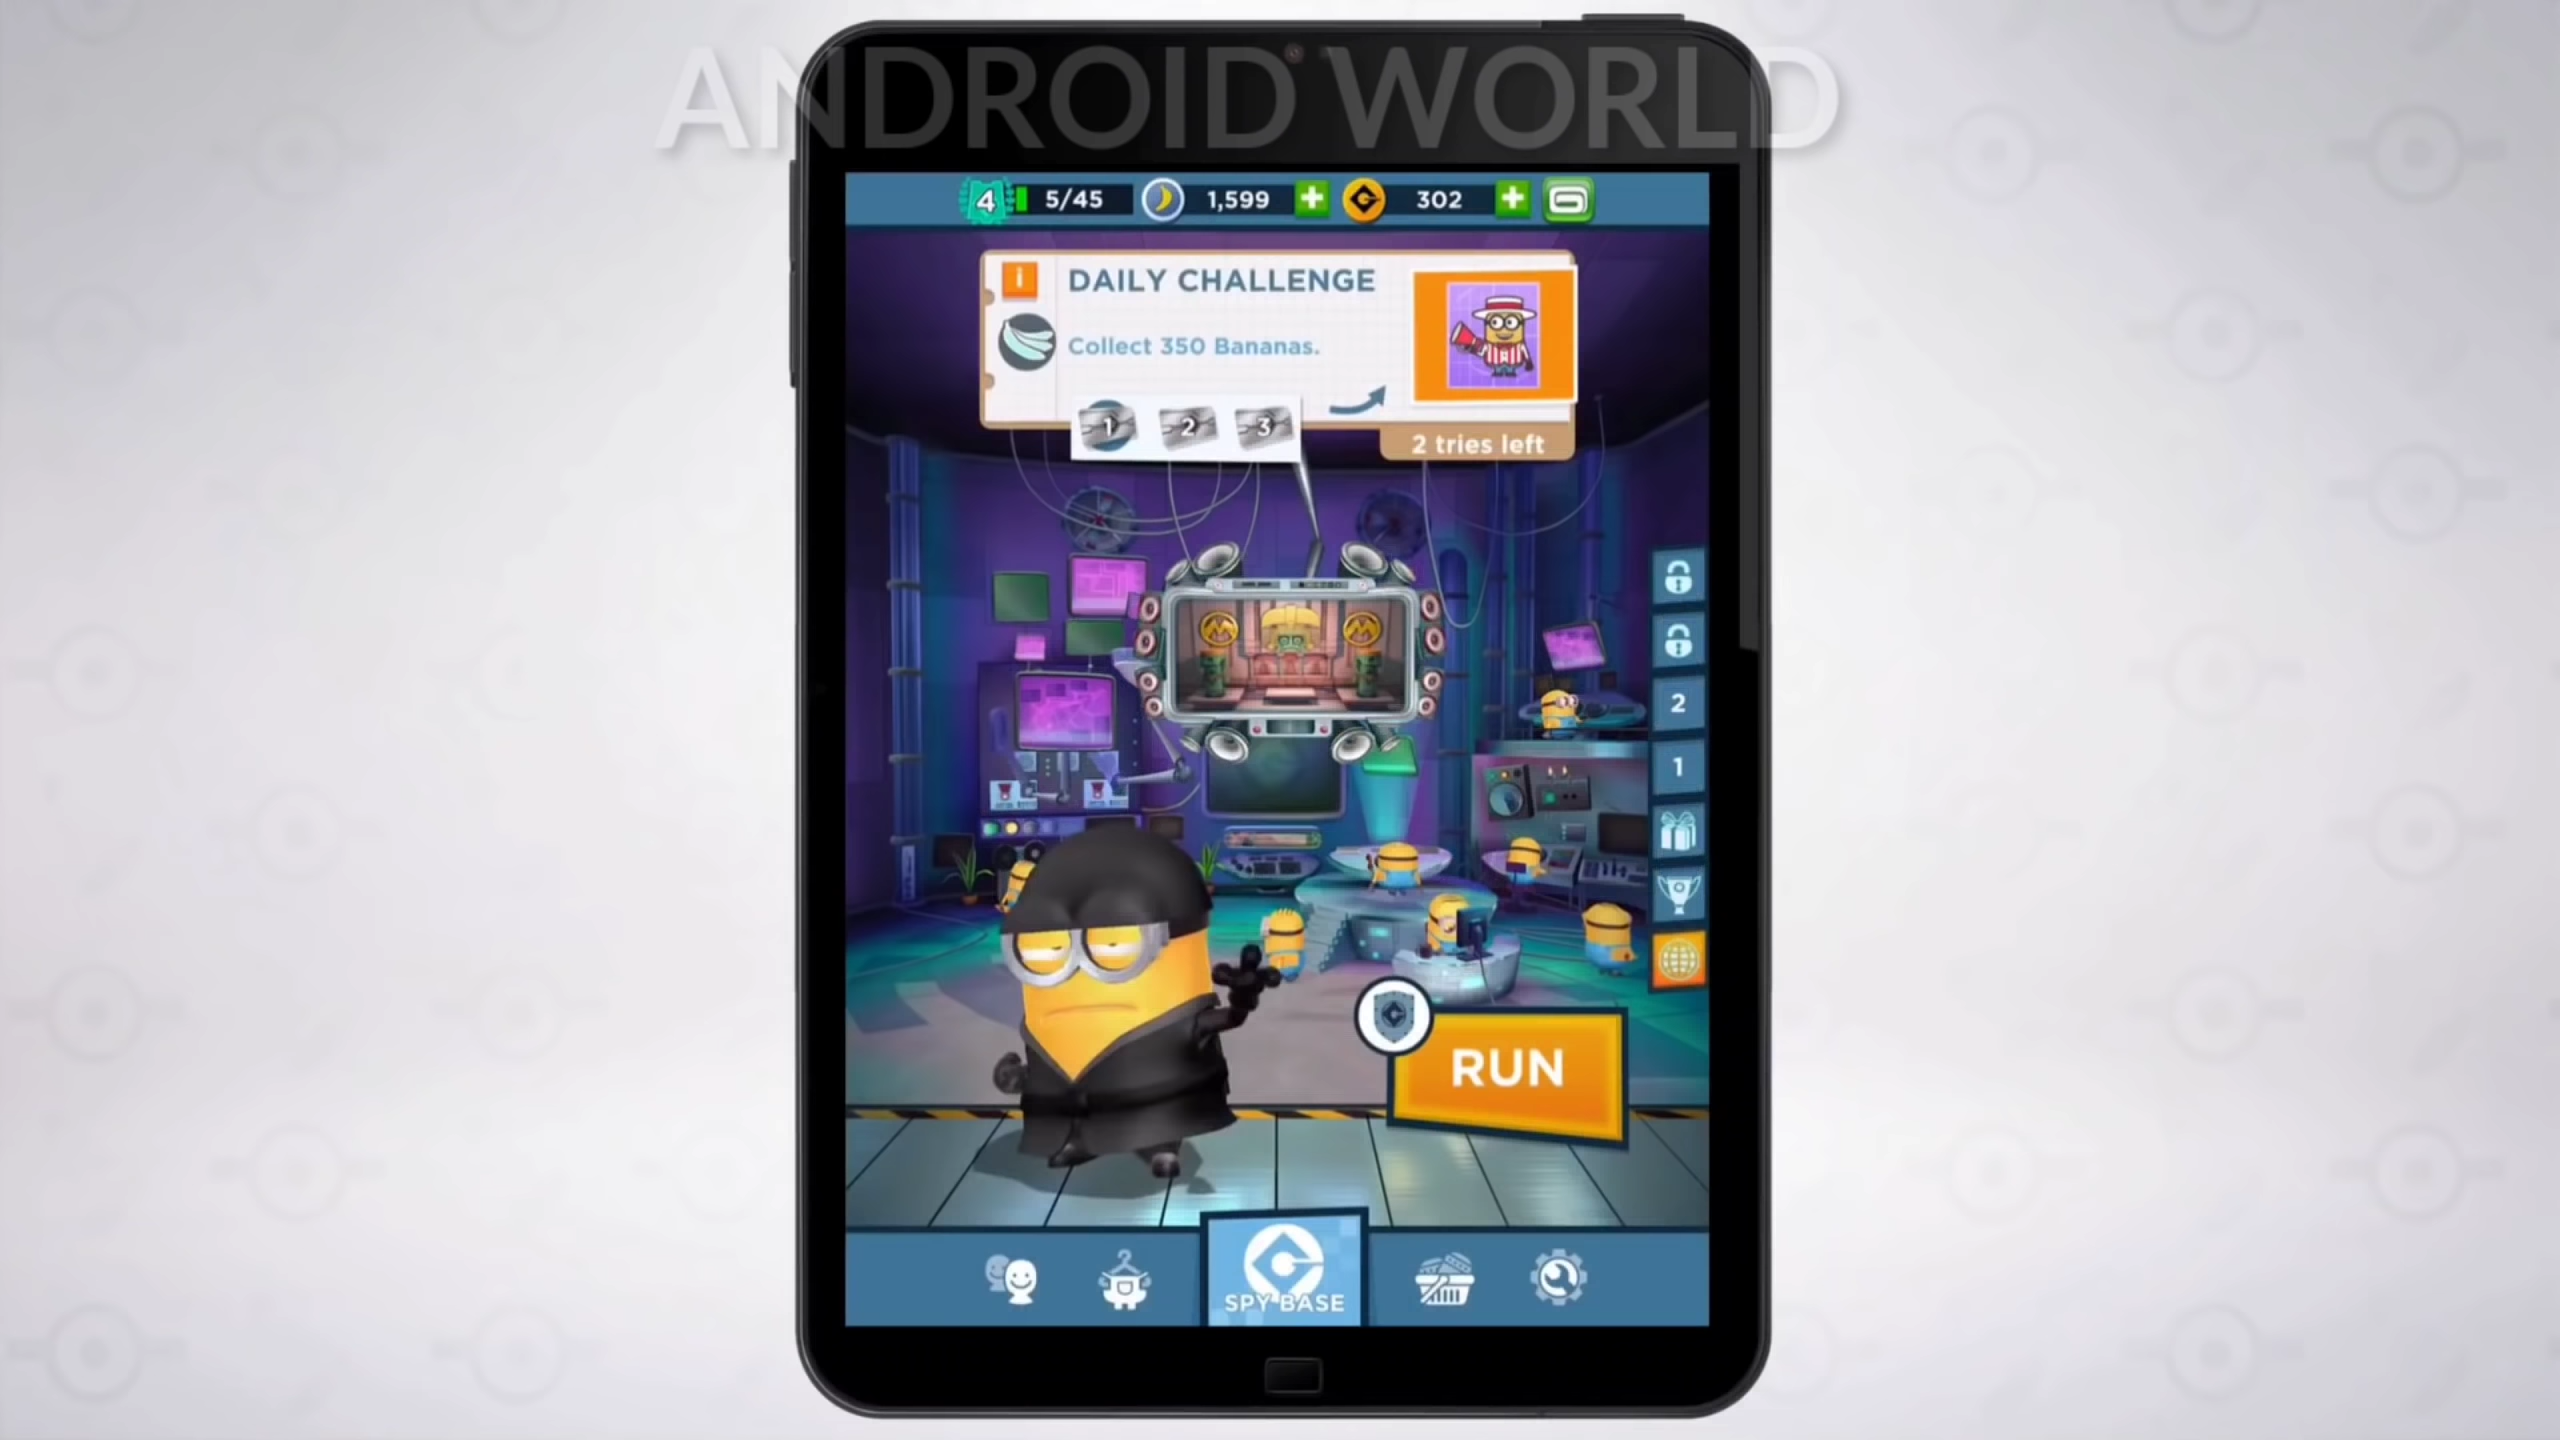 ANDROID WORLD
4 5/45 1,599 302
i DAILY CHALLENGE
Collect 350 Bananas.
1 2 3
2 tries left
2
1
RUN
SPY BASE